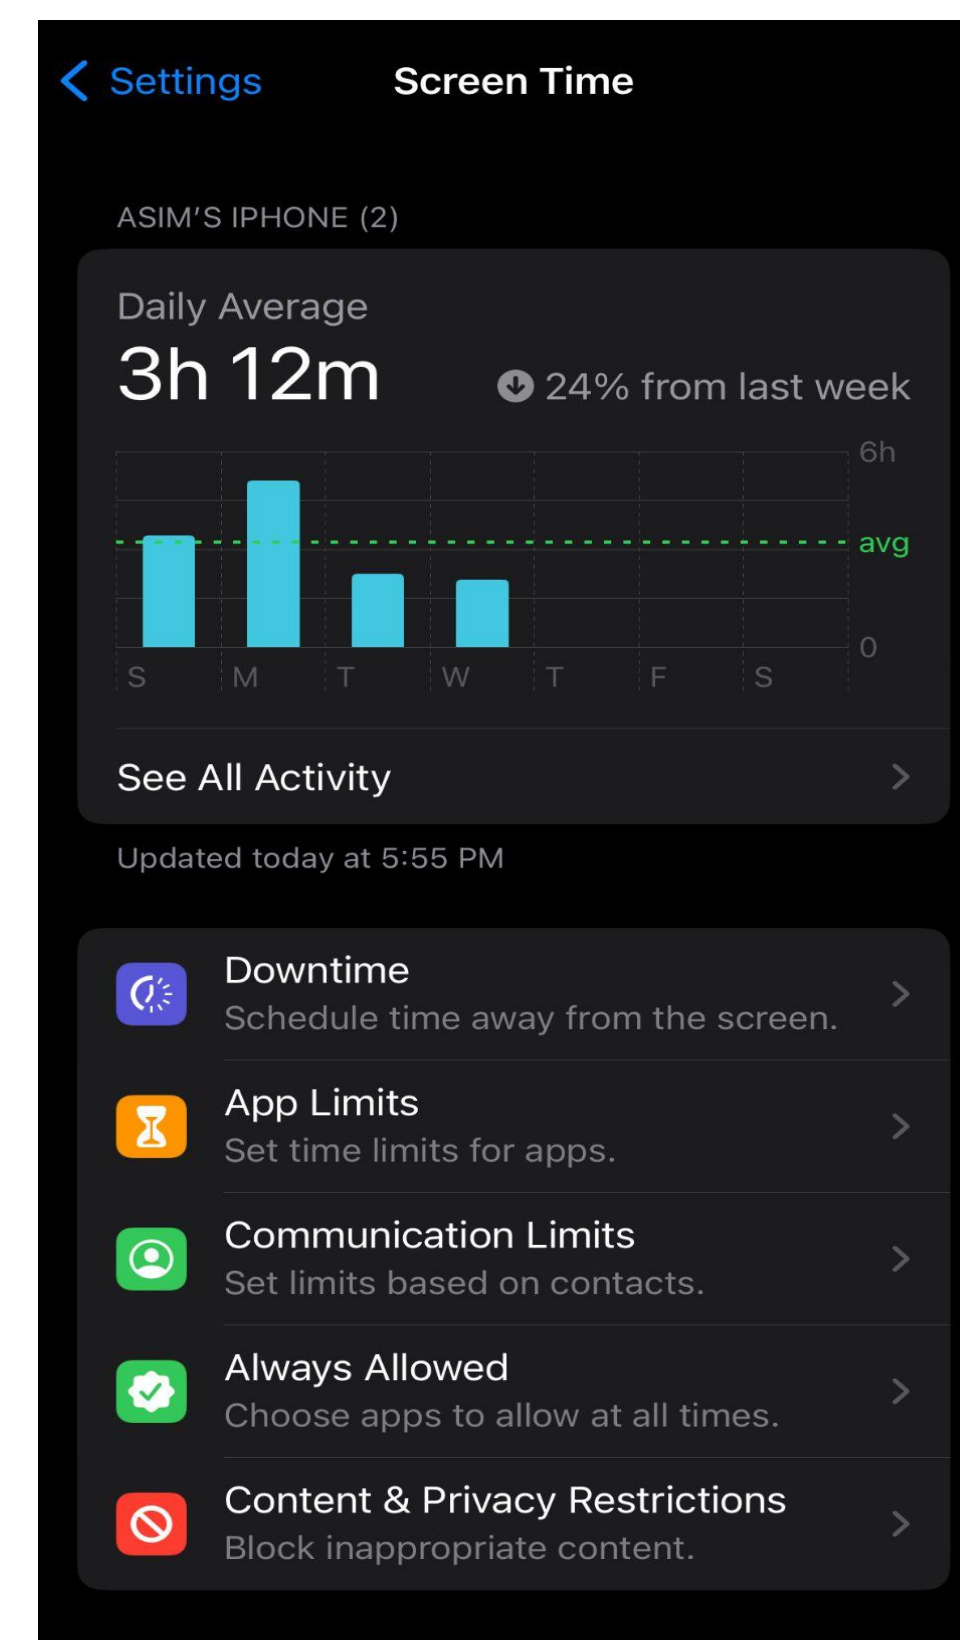 Settings Screen Time
ASIM'S IPHONE (2)
Daily Average
3h 12m 24% from last week
6h
avg
0
S M T W T F S
See All Activity
Updated today at 5:55 PM
Downtime
Schedule time away from the screen.
App Limits
Set time limits for apps.
Communication Limits
Set limits based on contacts.
Always Allowed
Choose apps to allow at all times.
Content & Privacy Restrictions
Block inappropriate content.